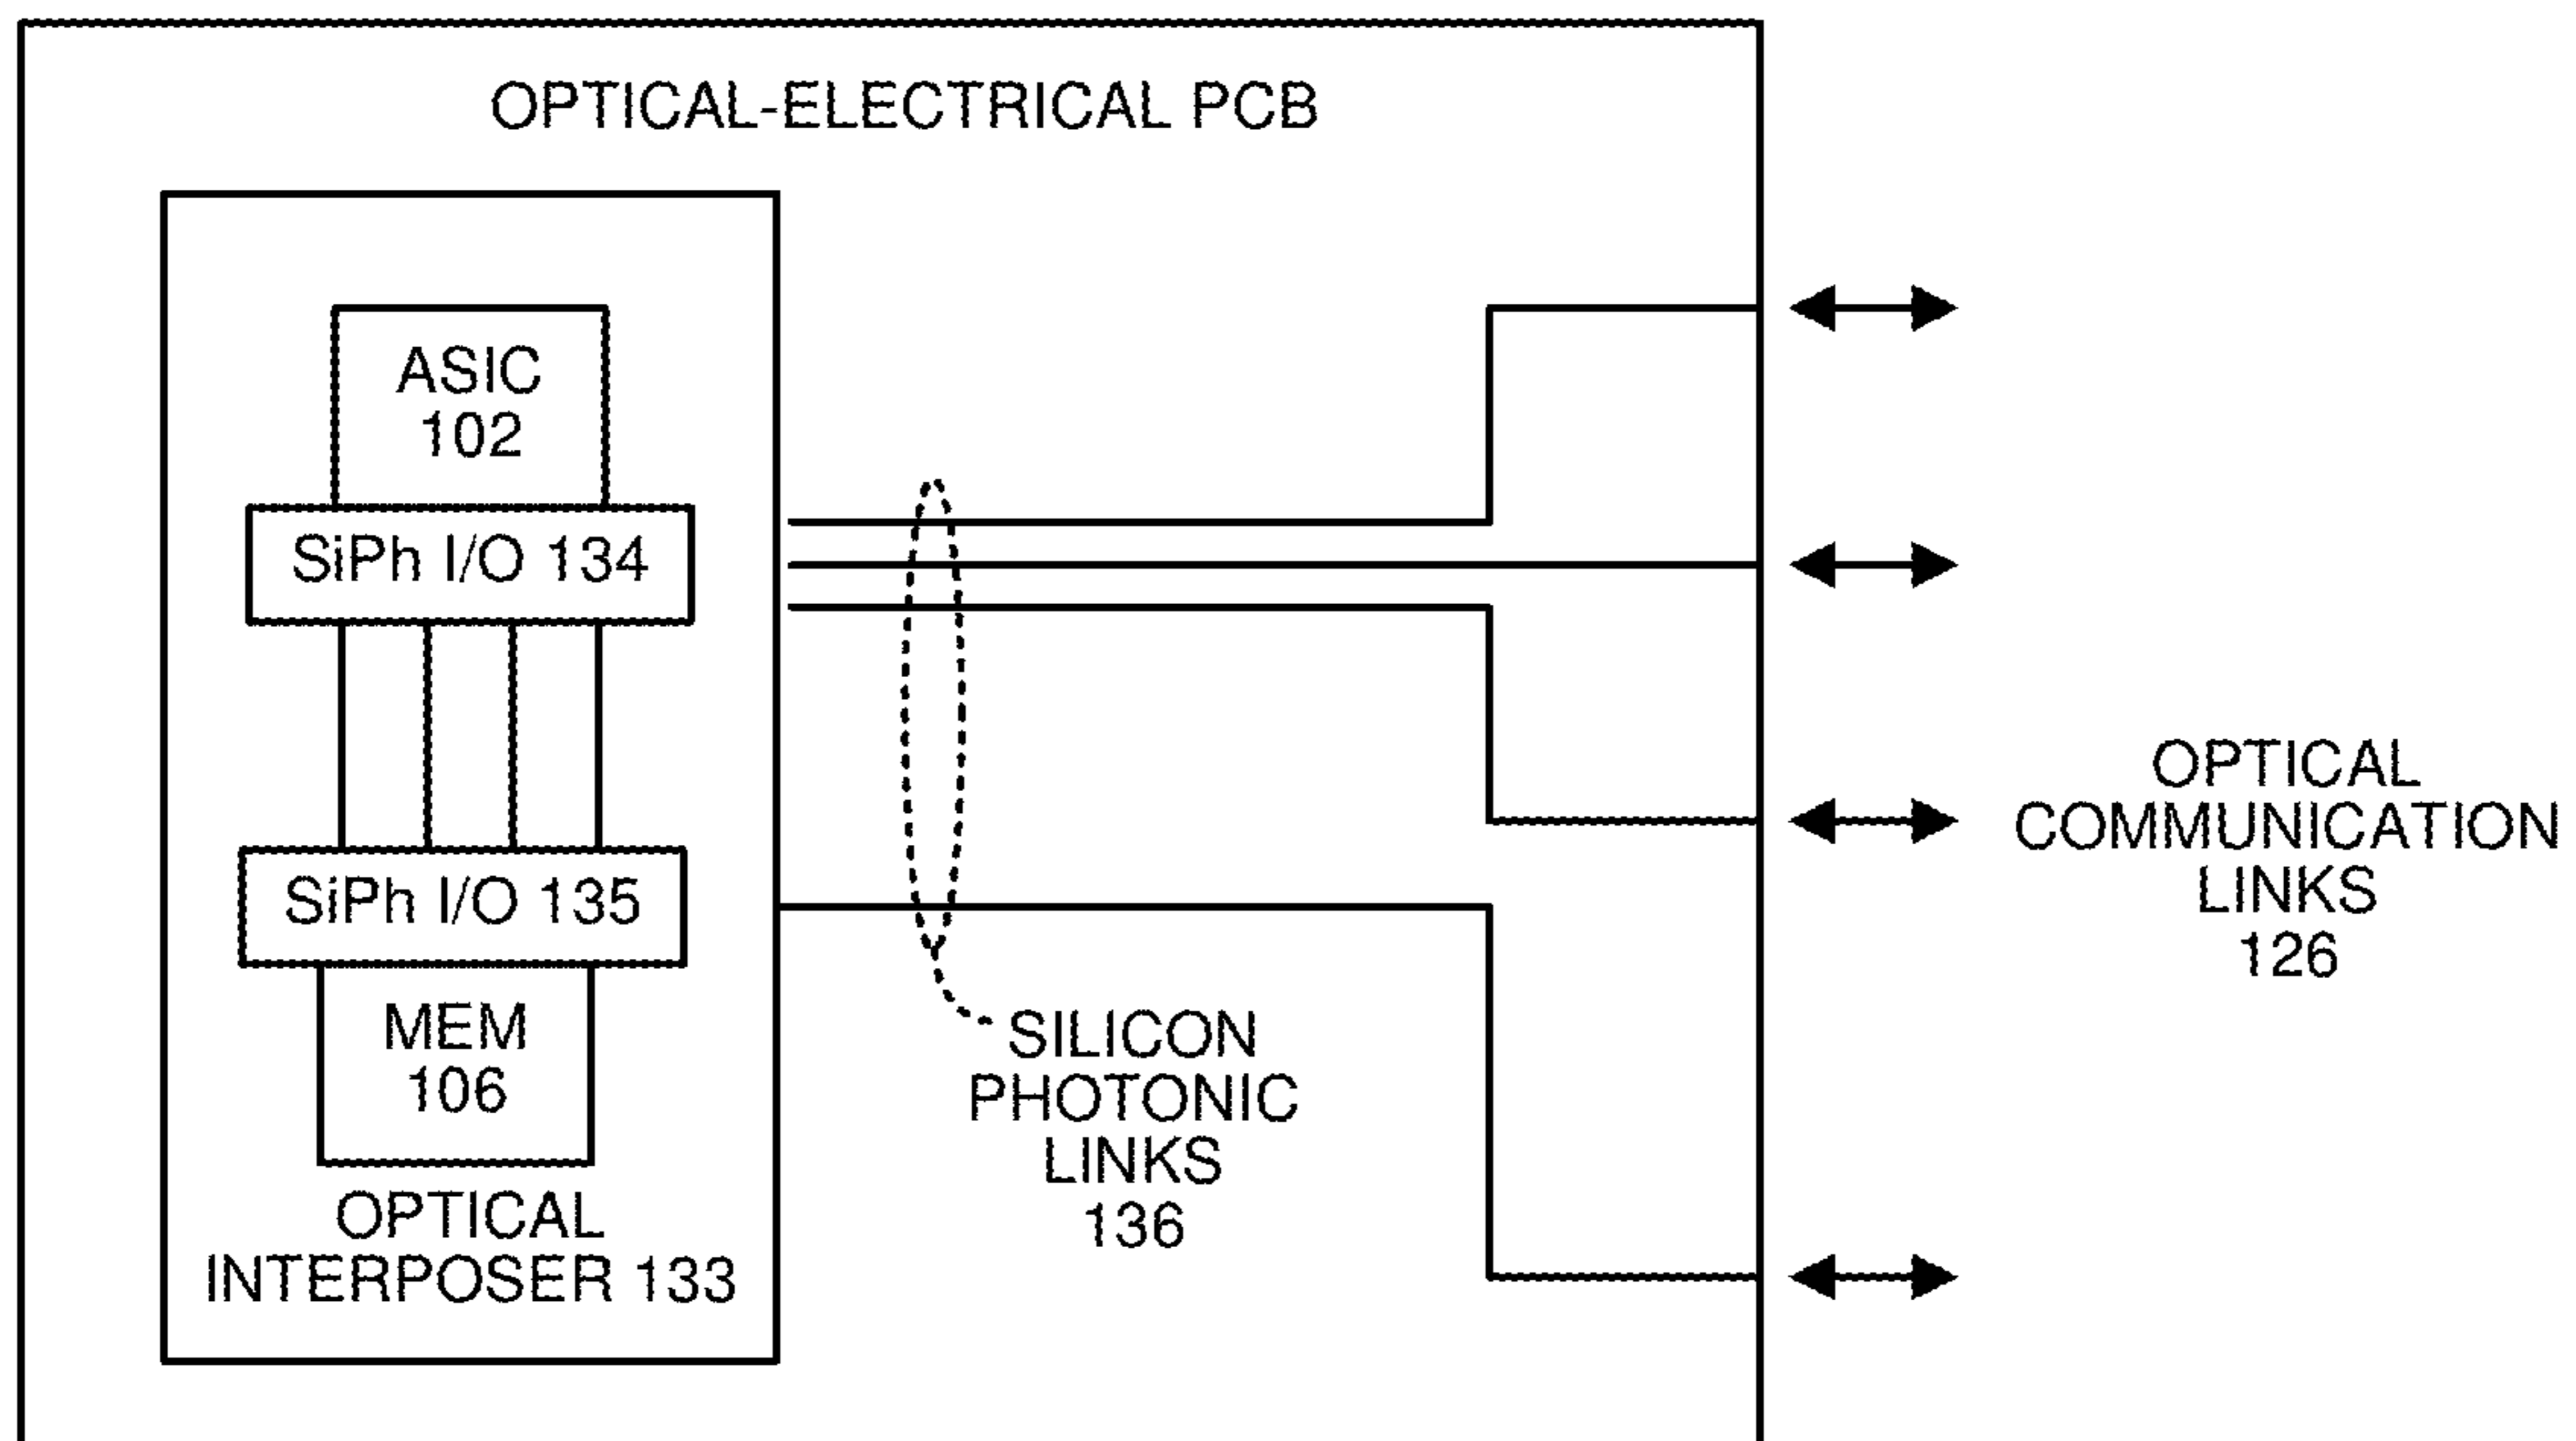 OPTICAL-ELECTRICAL PCB
ASIC
102
SiPh I/O 134
SiPh I/O 135
MEM
106
OPTICAL
INTERPOSER 133
SILICON
PHOTONIC
LINKS
136
OPTICAL
COMMUNICATION
LINKS
126